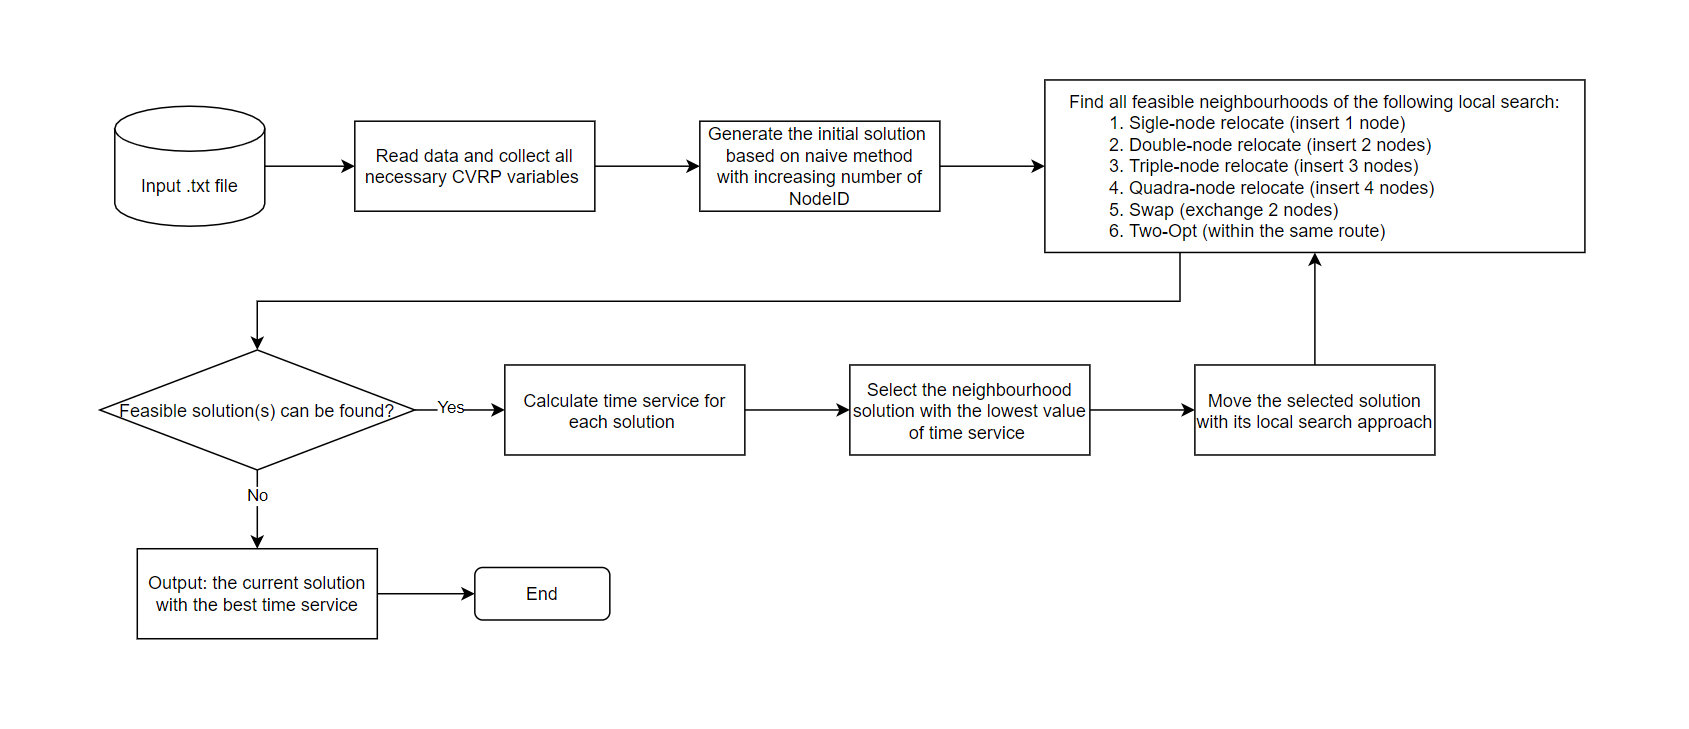 Input .txt file
Read data and collect all
necessary CVRP variables
Generate the initial solution
based on naive method
with increasing number of
NodeID
Find all feasible neighbourhoods of the following local search:
1. Sigle-node relocate (insert 1 node)
2. Double-node relocate (insert 2 nodes)
3. Triple-node relocate (insert 3 nodes)
4. Quadra-node relocate (insert 4 nodes)
5. Swap (exchange 2 nodes)
6. Two-Opt (within the same route)
Feasible solution(s) can be found?
Yes
Calculate time service for
each solution
Select the neighbourhood
solution with the lowest value
of time service
Move the selected solution
with its local search approach
No
Output: the current solution
with the best time service
End